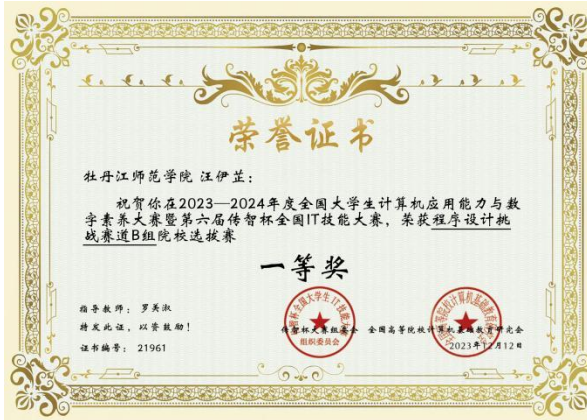 荣誉证书
牡丹江师范学院 汪伊芷：
祝贺你在2023—2024年度全国大学生计算机应用能力与数
字素养大赛暨第六届传智杯全国IT技能大赛，荣获程序设计挑
战赛道B组院校选拔赛
一等奖
指导教师： 罗美淑
特发此证，以资鼓励！
证书编号： 21961
传智杯大赛组委会 全国高等院校计算机基础教育研究会
2023年12月12日
组织委员会